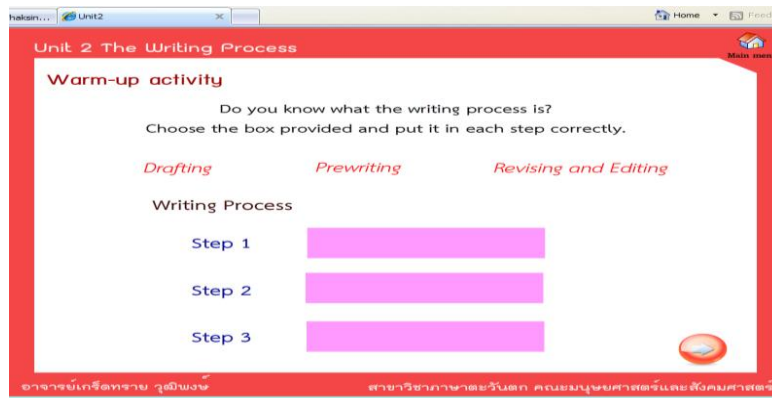 haksin... Unit2 Home Feed
Unit 2 The Writing Process
Main men
Warm-up activity
Do you know what the writing process is?
Choose the box provided and put it in each step correctly.
Drafting Prewriting Revising and Editing
Writing Process
Step 1
Step 2
Step 3
อาจารย์เกร็ดทราย วุฒิพงษ์ สาขาวิชาภาษาตะวันตก คณะมนุษยศาสตร์และสังคมศาสตร์